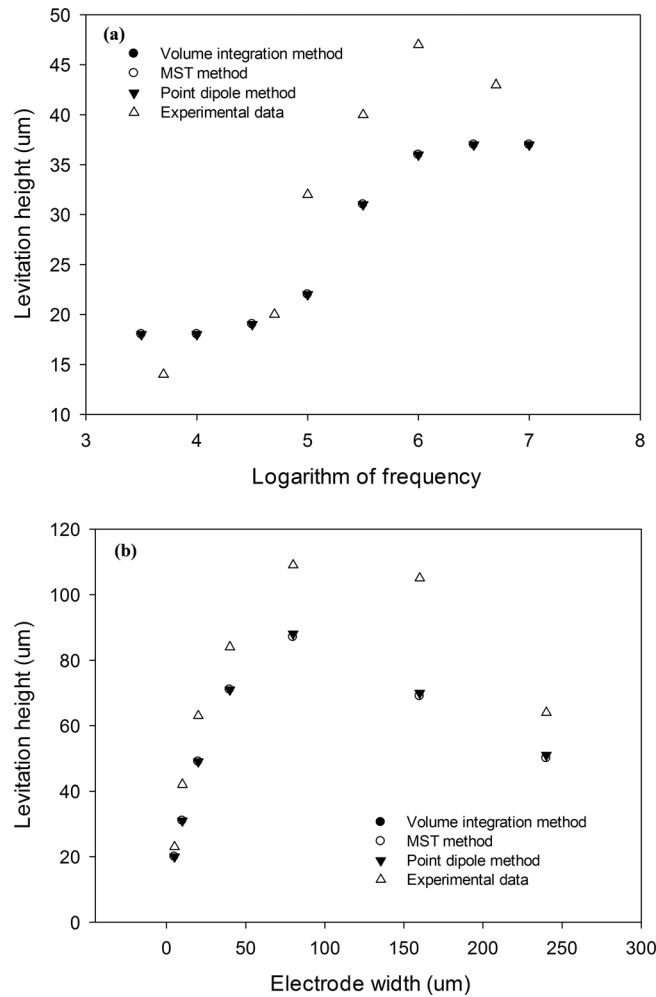 (a)
Volume integration method
MST method
Point dipole method
Experimental data
50
45
40
35
30
25
20
15
10
Levitation height (um)
3 4 5 6 7 8
Logarithm of frequency
(b)
120
100
80
60
40
20
0
Levitation height (um)
Volume integration method
MST method
Point dipole method
Experimental data
0 50 100 150 200 250 300
Electrode width (um)